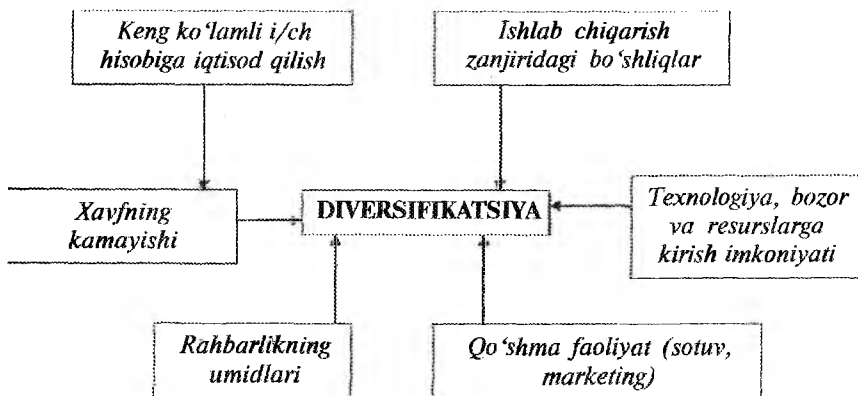 Keng ko‘lamli i/ch
hisobiga iqtisod qilish
Ishlab chiqarish
zanjiridagi bo‘shliqlar
Xavfning
kamayishi
DIVERSIFIKATSIYA
Texnologiya, bozor
va resurslarga
kirish imkoniyati
Rahbarlikning
umidlari
Qo‘shma faoliyat (sotuv,
marketing)